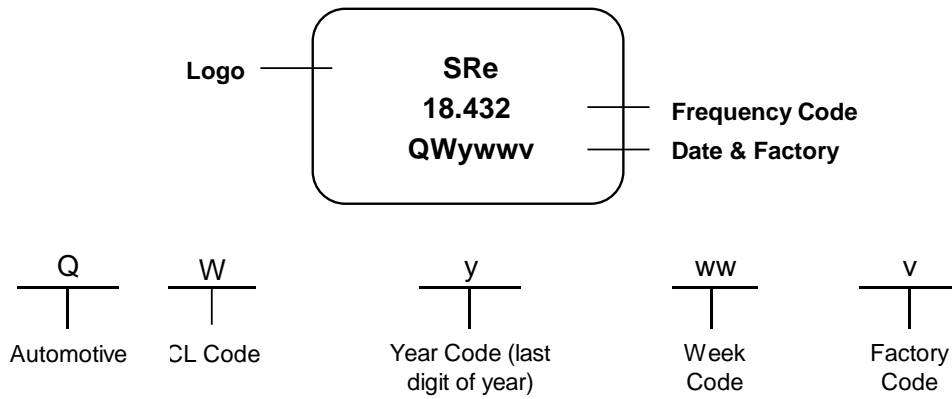 Logo
SRe
18.432
Frequency Code
QWywwv
Date & Factory
Q
W
y
ww
v
Automotive
CL Code
Year Code (last
digit of year)
Week
Code
Factory
Code